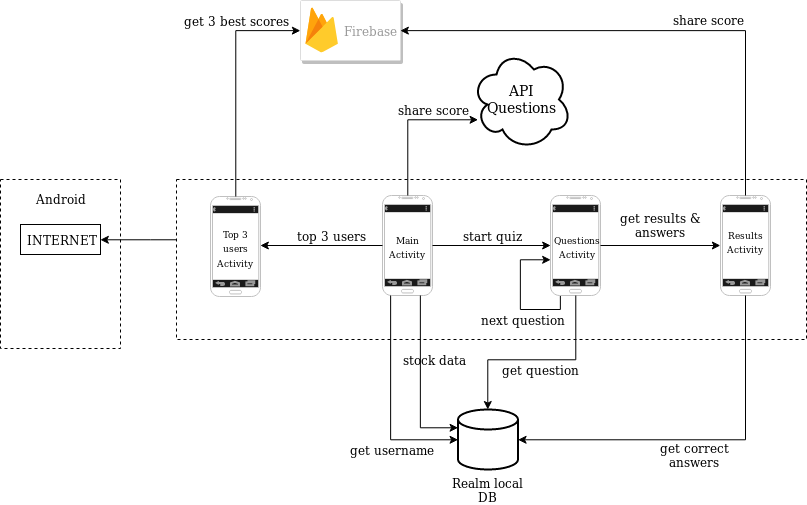 get 3 best scores
Firebase
share score
API
Questions
share score
Android
INTERNET
Top 3
users
Activity
top 3 users
Main
Activity
start quiz
Questions
Activity
get results &
answers
Results
Activity
next question
stock data
get question
get username
get correct
answers
Realm local
DB